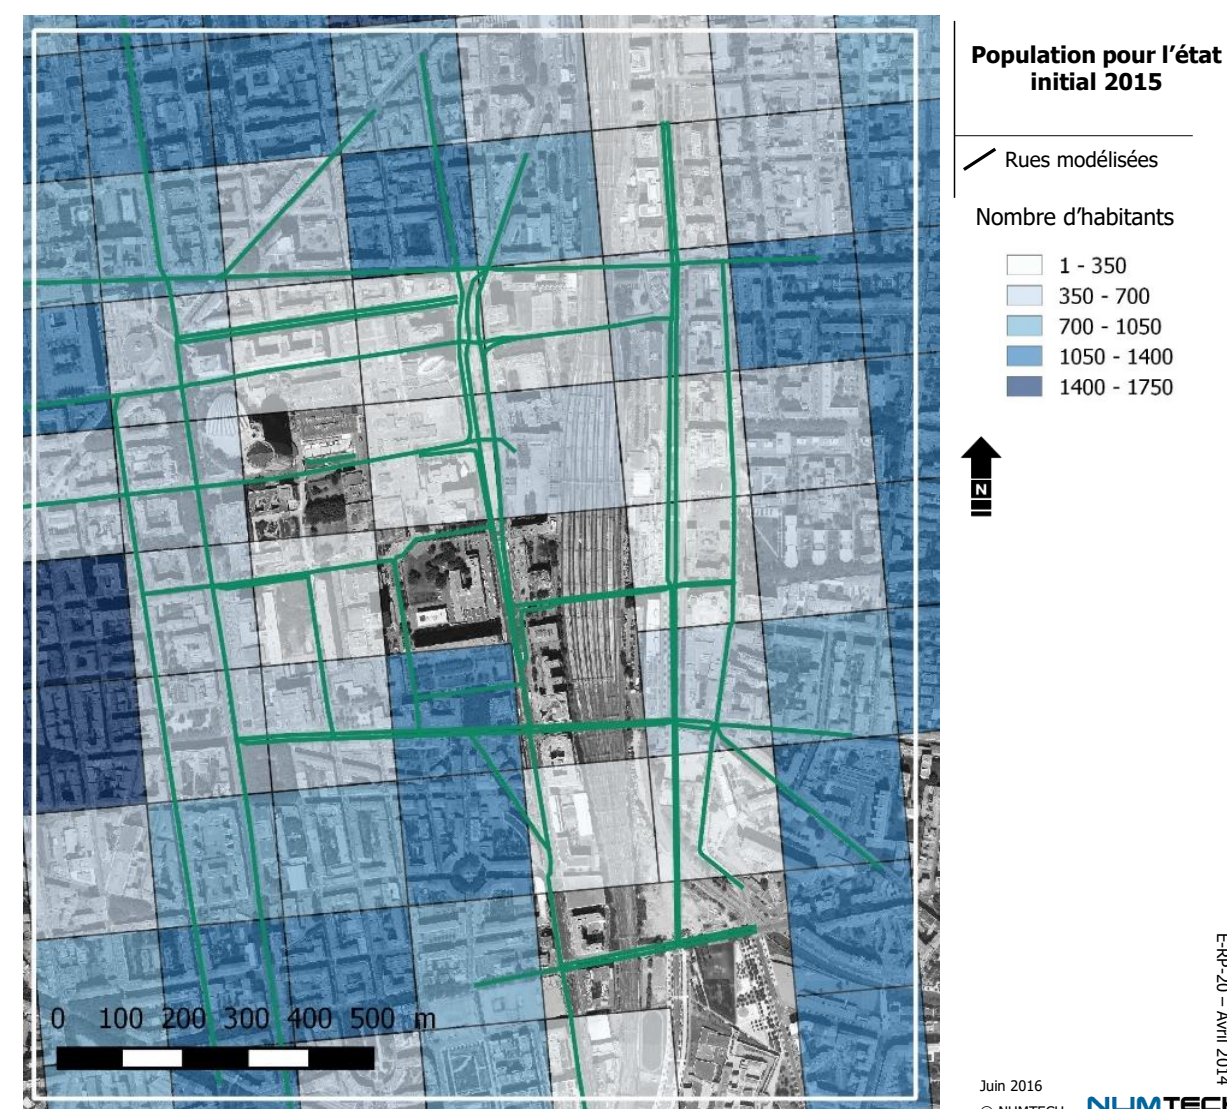 Population pour l’état
initial 2015
Rues modélisées
Nombre d’habitants
1 - 350
350 - 700
700 - 1050
1050 - 1400
1400 - 1750
N
0 100 200 300 400 500 m
E-RP-20 – Avril 2014
Juin 2016
© NUMTECH
NUMTECH